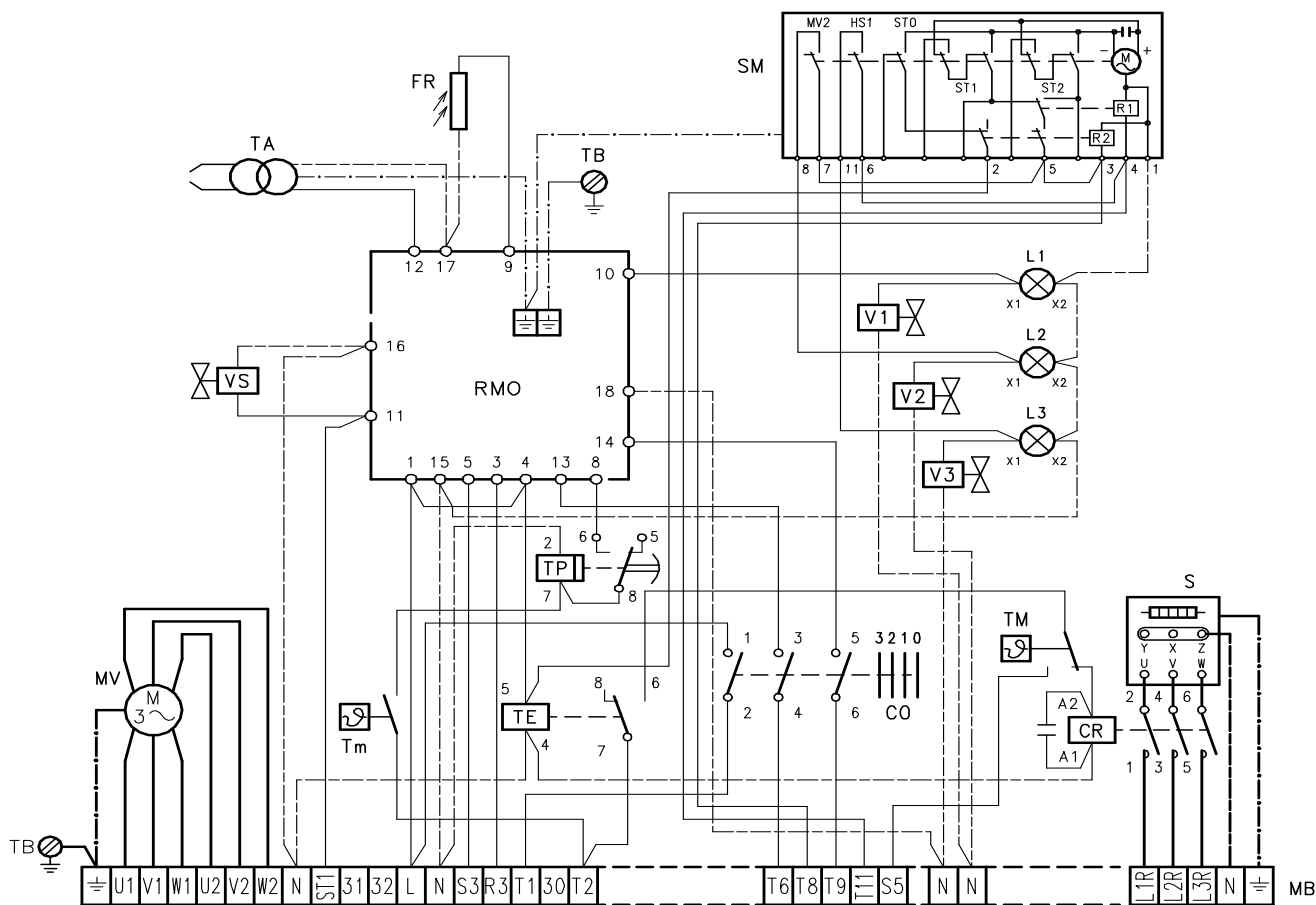 MV2 HS1 ST0
SM
- M +
FR
ST1 ST2
R1
TA
TB
R2
8 7 11 6 2 5 3 4 1
12 17 9
10
L1
X1 X2
V1
16
L2
VS
RMO
X1 X2
18
V2
11
L3
14
X1 X2
1 15 5 3 4 13 8
V3
6 5
2
TP
S
7 8
TM
1 3 5 3 2 1 0
Y X Z
U V W
MV
M
3
5 8 6
2 4 6
A2
TE
2 4 6 CO
CR
Tm
4 7
A1
1 3 5
TB
U1 V1 W1 U2 V2 W2 N ST1 31 32 L N S3 R3 T1 30 T2 T6 T8 T9 T11 S5 N N L1R L2R L3R N MB